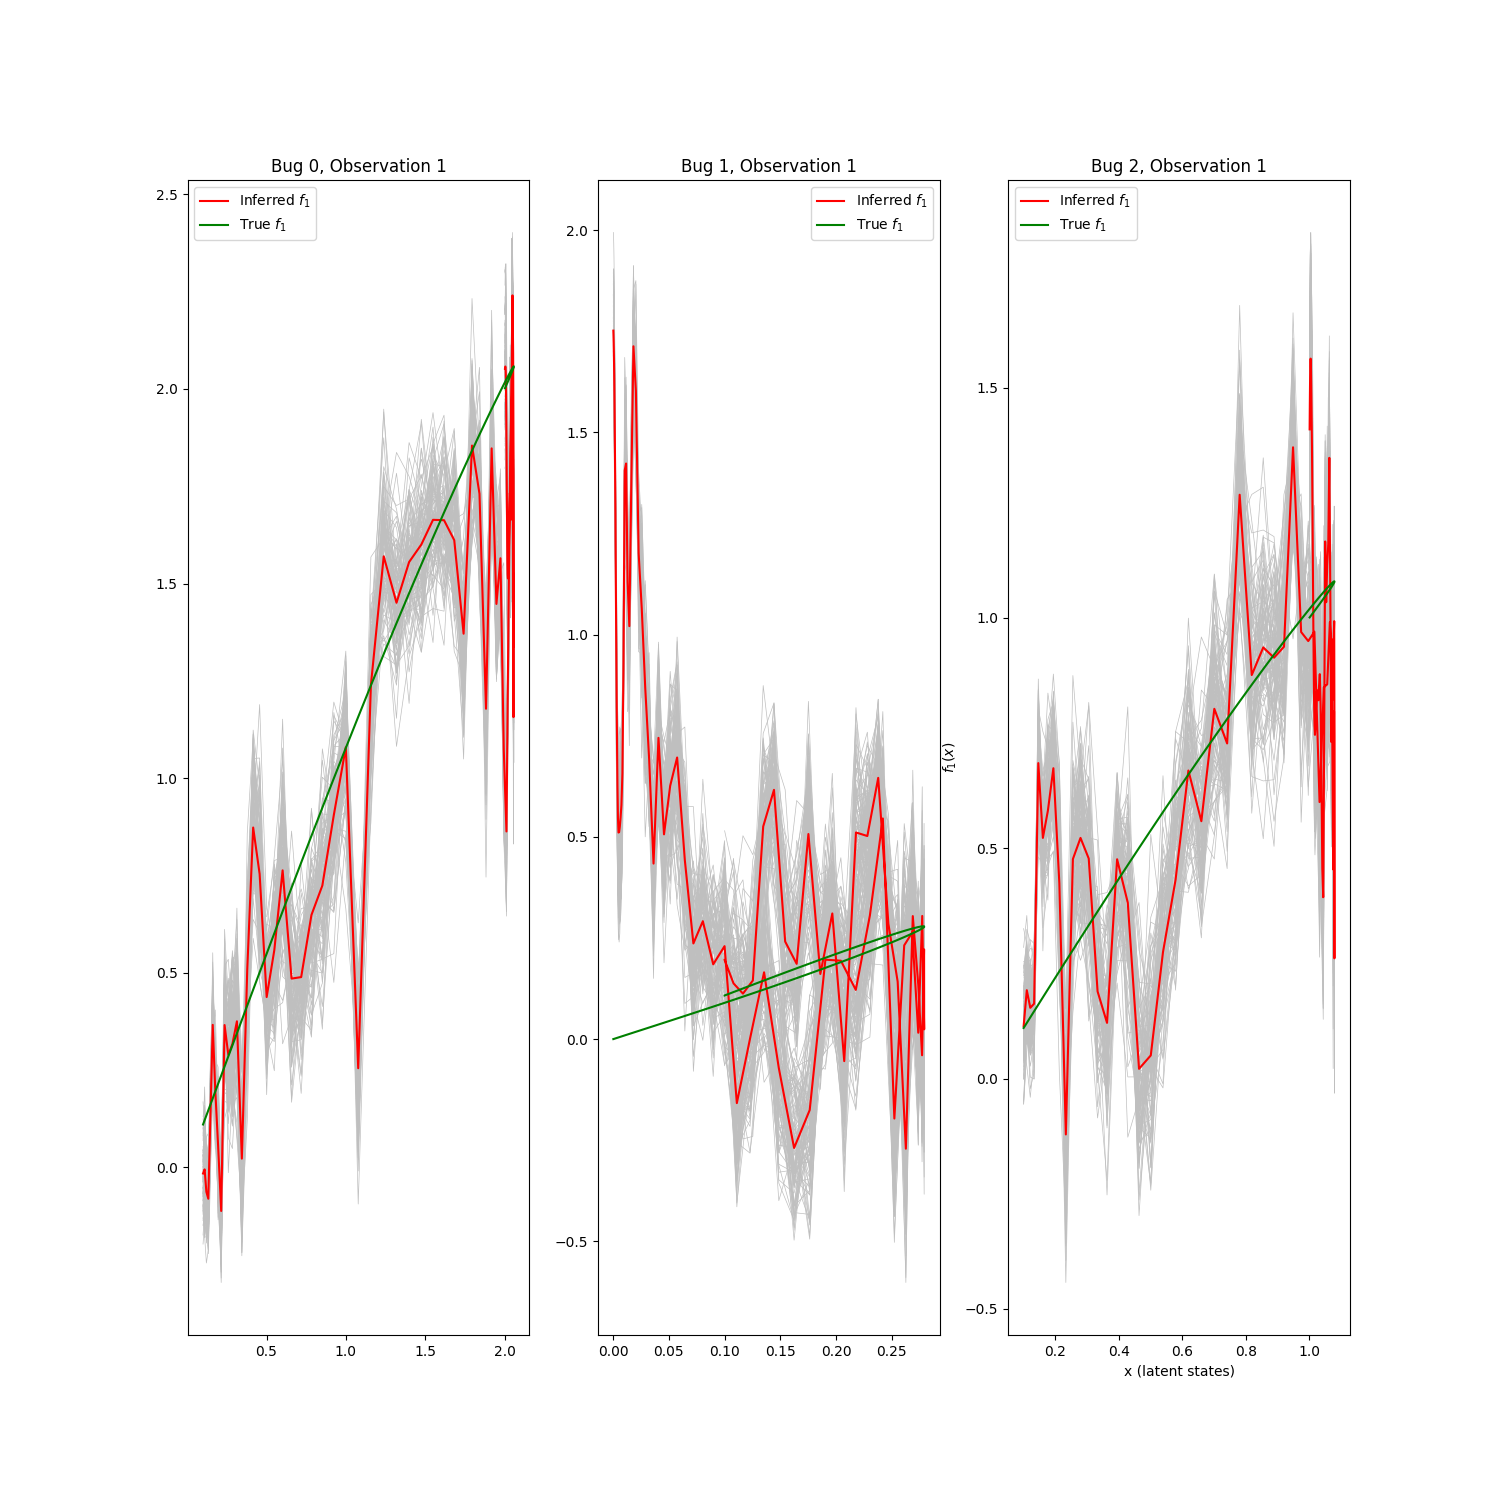 Bug 0, Observation 1
Inferred f₁
True f₁
2.5
2.0
1.5
1.0
0.5
0.0
0.5 1.0 1.5 2.0
Bug 1, Observation 1
Inferred f₁
True f₁
2.0
1.5
1.0
0.5
0.0
−0.5
0.00 0.05 0.10 0.15 0.20 0.25
Bug 2, Observation 1
Inferred f₁
True f₁
f₁(x)
1.5
1.0
0.5
0.0
−0.5
0.2 0.4 0.6 0.8 1.0
x (latent states)